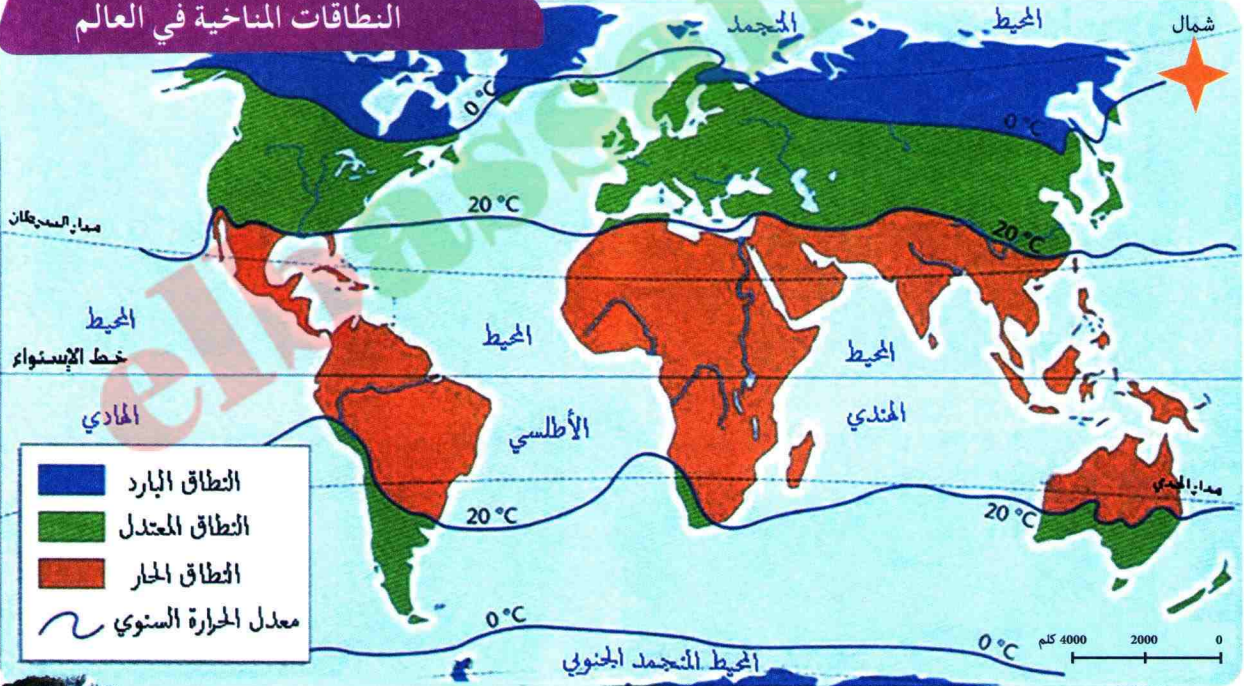 النطاقات المناخية في العالم
المحيط
المتجمد
شمال
0 °C
0 °C
20 °C
20 °C
مدار السرطان
المحيط
المحيط
المحيط
خط الإستواء
الهادي
الأطلسي
الهندي
مدار الجدي
20 °C
20 °C
النطاق البارد
النطاق المعتدل
النطاق الحار
معدل الحرارة السنوي
0 °C
0 °C
المحيط المتجمد الجنوبي
0 2000 4000 كلم
elbassair